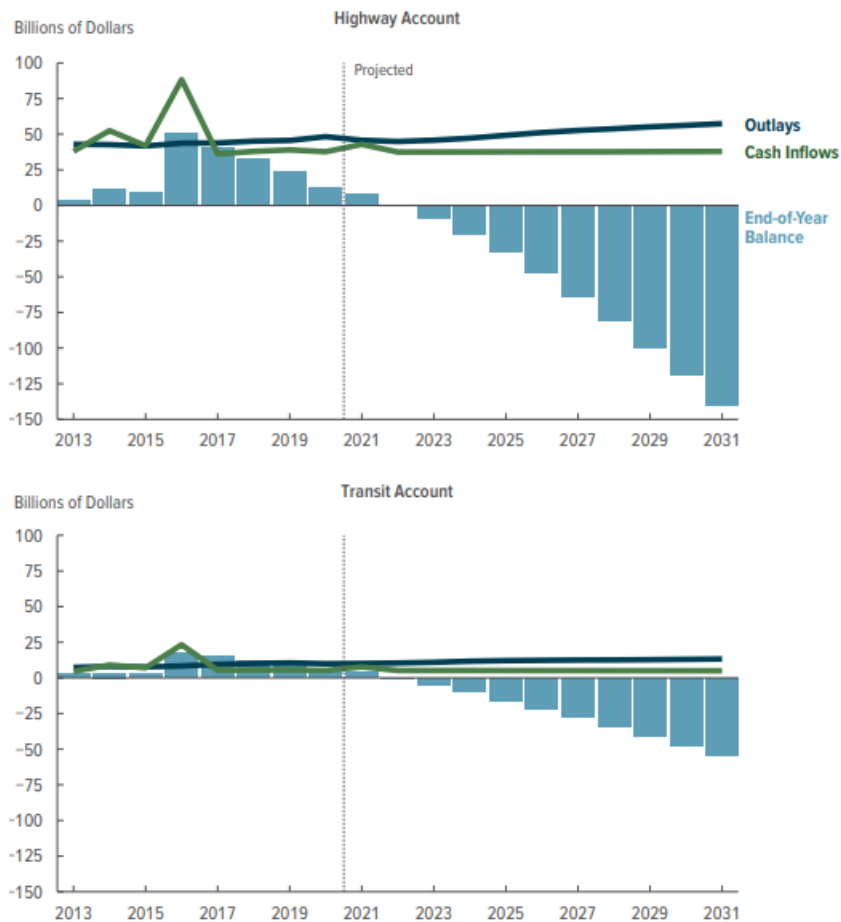 Highway Account
Billions of Dollars
Projected
100
75
50
25
0
−25
−50
−75
−100
−125
−150
Outlays
Cash Inflows
End-of-Year
Balance
2013 2015 2017 2019 2021 2023 2025 2027 2029 2031
Transit Account
Billions of Dollars
100
75
50
25
0
−25
−50
−75
−100
−125
−150
2013 2015 2017 2019 2021 2023 2025 2027 2029 2031